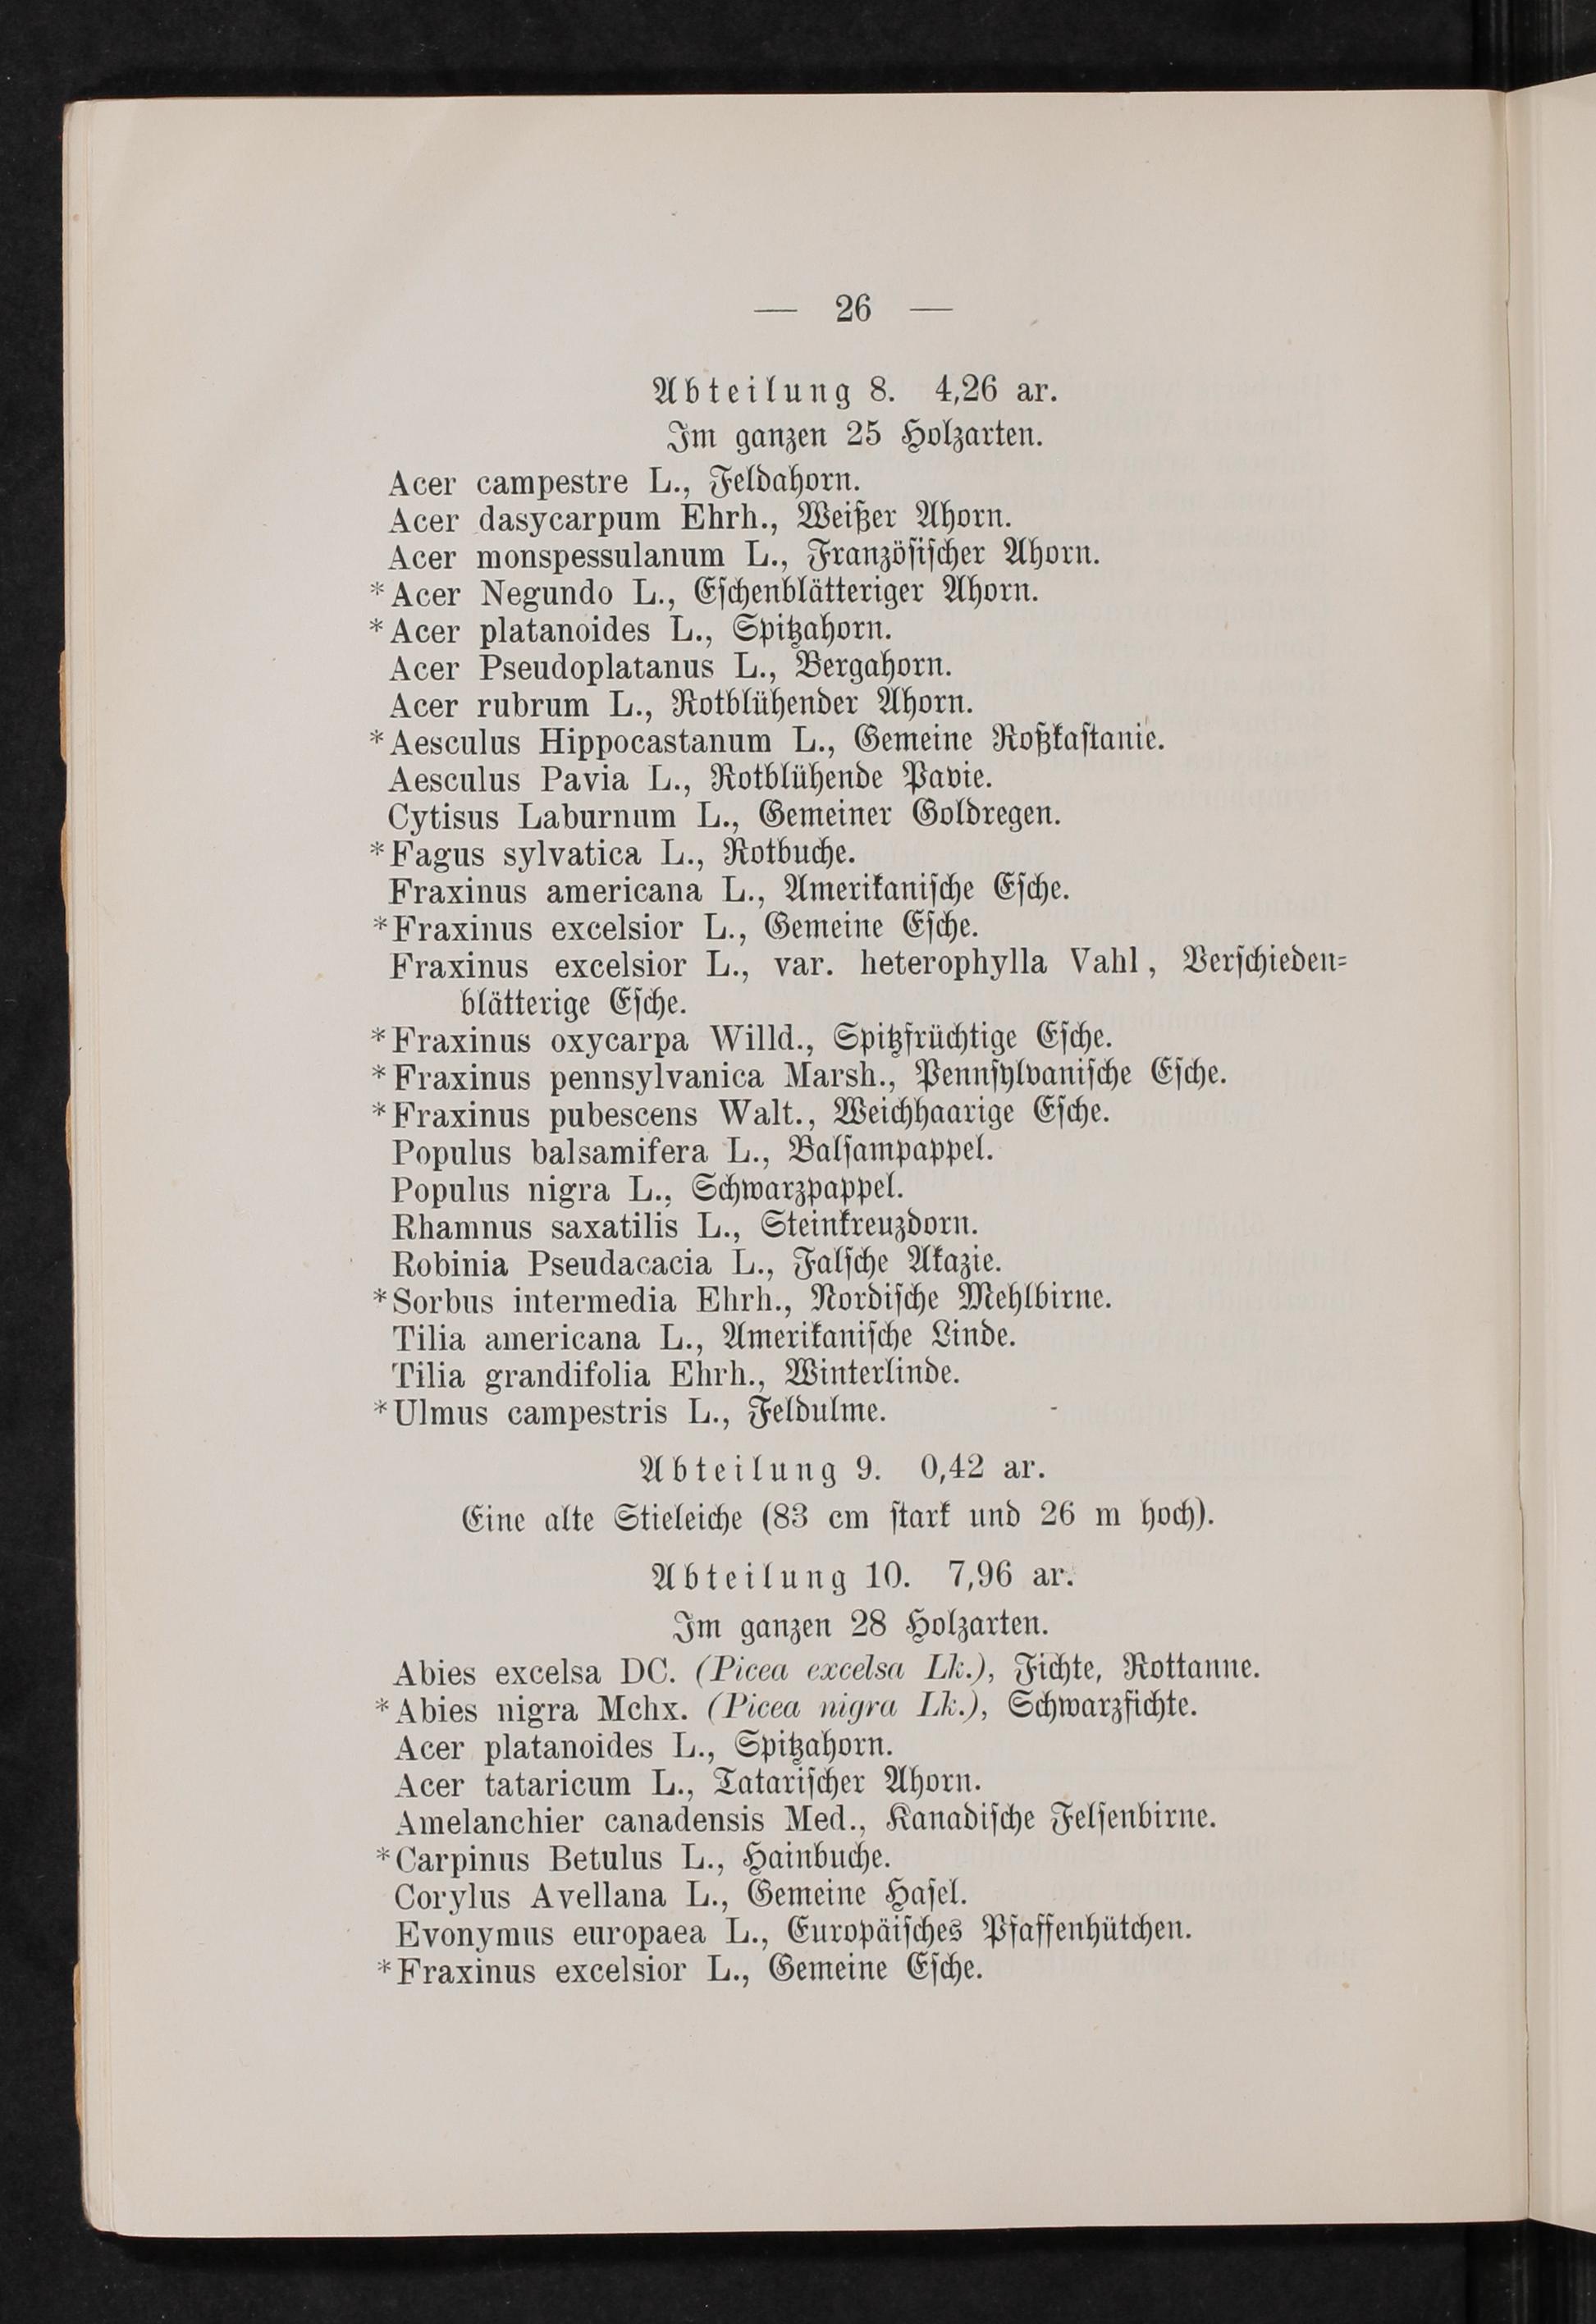 — 26 —
Abteilung 8. 4,26 ar.
Im ganzen 25 Holzarten.
Acer campestre L., Feldahorn.
Acer dasycarpum Ehrh., Weißer Ahorn.
Acer monspessulanum L., Französiſcher Ahorn.
*Acer Negundo L., Eſchenblätteriger Ahorn.
*Acer platanoides L., Spitzahorn.
Acer Pseudoplatanus L., Bergahorn.
Acer rubrum L., Rotblühender Ahorn.
*Aesculus Hippocastanum L., Gemeine Roßkaſtanie.
Aesculus Pavia L., Rotblühende Pavie.
Cytisus Laburnum L., Gemeiner Goldregen.
*Fagus sylvatica L., Rotbuche.
Fraxinus americana L., Amerikaniſche Eſche.
*Fraxinus excelsior L., Gemeine Eſche.
Fraxinus excelsior L., var. heterophylla Vahl, Verſchieden=
blätterige Eſche.
*Fraxinus oxycarpa Willd., Spitzfrüchtige Eſche.
*Fraxinus pennsylvanica Marsh., Pennſylvaniſche Eſche.
*Fraxinus pubescens Walt., Weichhaarige Eſche.
Populus balsamifera L., Balſampappel.
Populus nigra L., Schwarzpappel.
Rhamnus saxatilis L., Steinkreuzdorn.
Robinia Pseudacacia L., Falſche Akazie.
*Sorbus intermedia Ehrh., Nordiſche Mehlbirne.
Tilia americana L., Amerikaniſche Linde.
Tilia grandifolia Ehrh., Winterlinde.
*Ulmus campestris L., Feldulme.
Abteilung 9. 0,42 ar.
Eine alte Stieleiche (83 cm ſtark und 26 m hoch).
Abteilung 10. 7,96 ar.
Im ganzen 28 Holzarten.
Abies excelsa DC. (Picea excelsa Lk.), Fichte, Rottanne.
*Abies nigra Mchx. (Picea nigra Lk.), Schwarzfichte.
Acer platanoides L., Spitzahorn.
Acer tataricum L., Tatariſcher Ahorn.
Amelanchier canadensis Med., Kanadiſche Felſenbirne.
*Carpinus Betulus L., Hainbuche.
Corylus Avellana L., Gemeine Haſel.
Evonymus europaea L., Europäiſches Pfaffenhütchen.
*Fraxinus excelsior L., Gemeine Eſche.